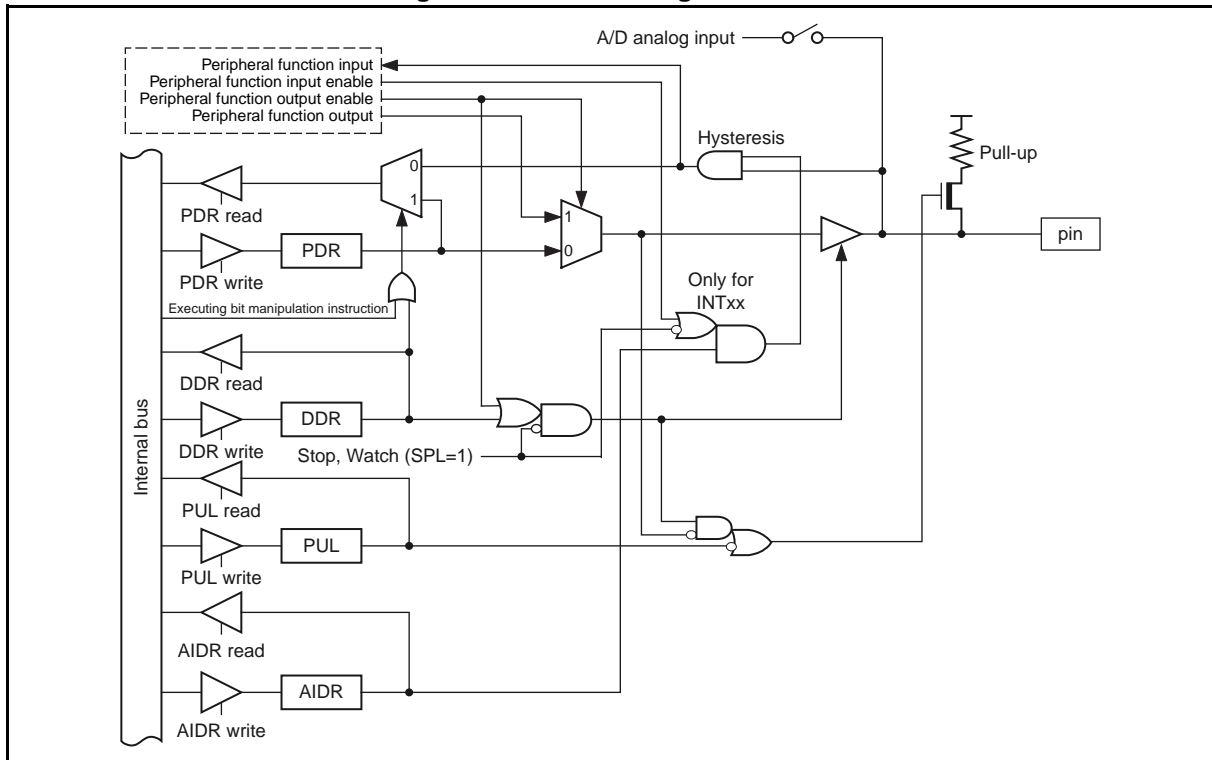 A/D analog input
Peripheral function input
Peripheral function input enable
Peripheral function output enable
Peripheral function output
Hysteresis
Pull-up
0
1
PDR read
1
0
PDR
pin
PDR write
Only for
INTxx
Executing bit manipulation instruction
DDR read
DDR
DDR write
Stop, Watch (SPL=1)
Internal bus
PUL read
PUL
PUL write
AIDR read
AIDR
AIDR write